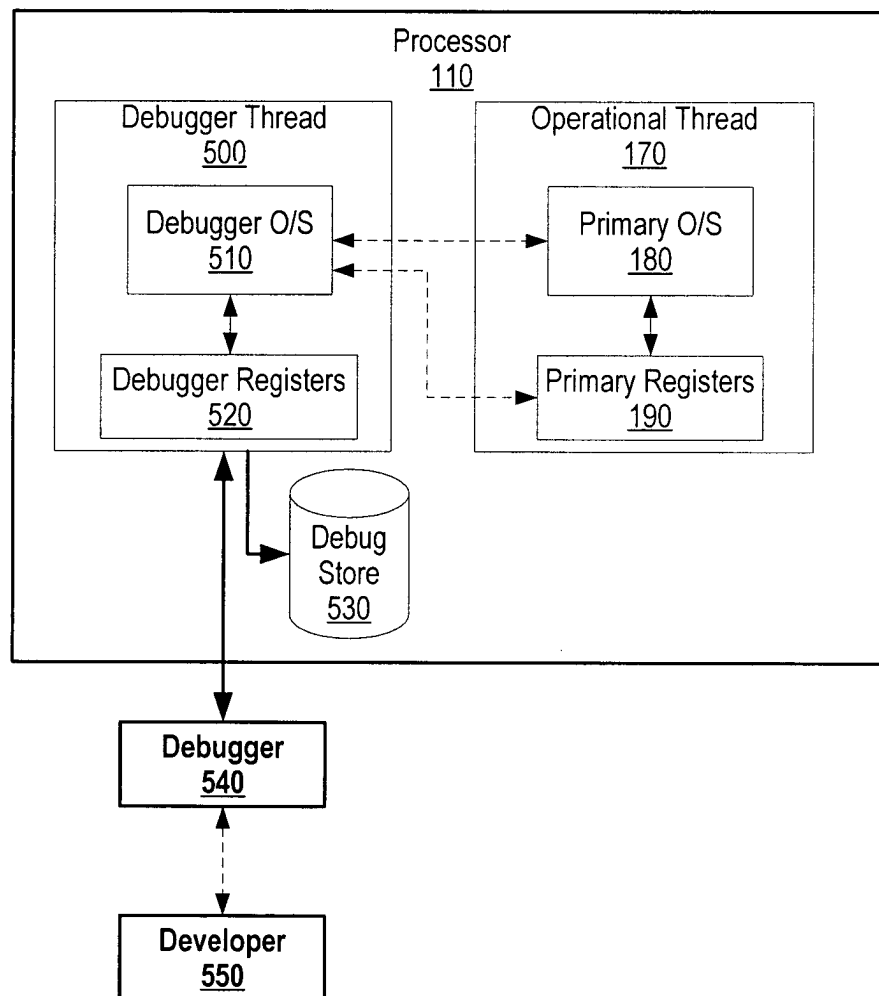 Processor
110
Debugger Thread
500
Operational Thread
170
Debugger O/S
510
Primary O/S
180
Debugger Registers
520
Primary Registers
190
Debug
Store
530
Debugger
540
Developer
550